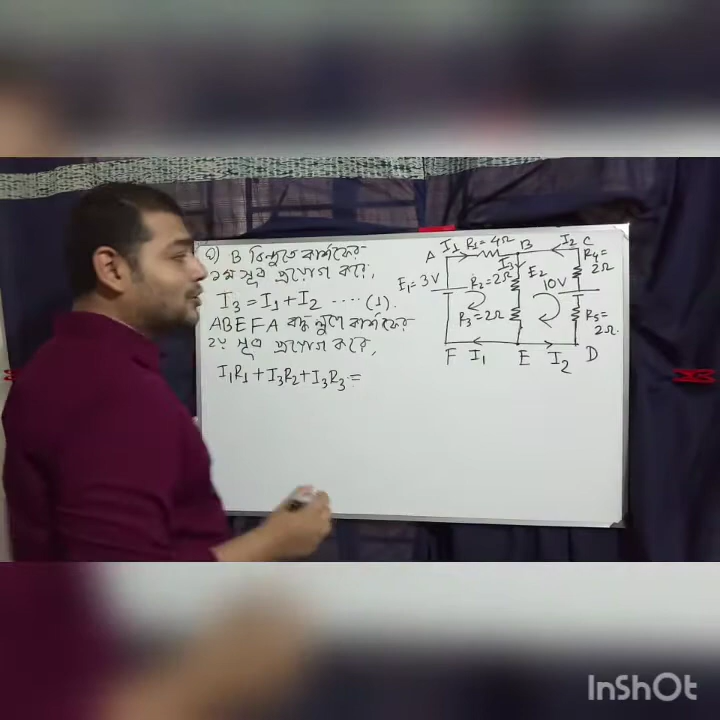 Q) B বিন্দুতে কার্শফের
১ম সূত্র প্রয়োগ করে,
I₃ = I₁ + I₂ ···· (1).
ABEFA বদ্ধ লুপে কার্শফের
২য় সূত্র প্রয়োগ করে,
I₁R₁ + I₃R₂ + I₃R₃ =
A I₁ R₁ = 4Ω B I₂ C
I₃
E₁ = 3V R₂ = 2Ω E₂ 10V R₄ = 2Ω
R₃ = 2Ω R₅ = 2Ω.
F I₁ E I₂ D
InShOt